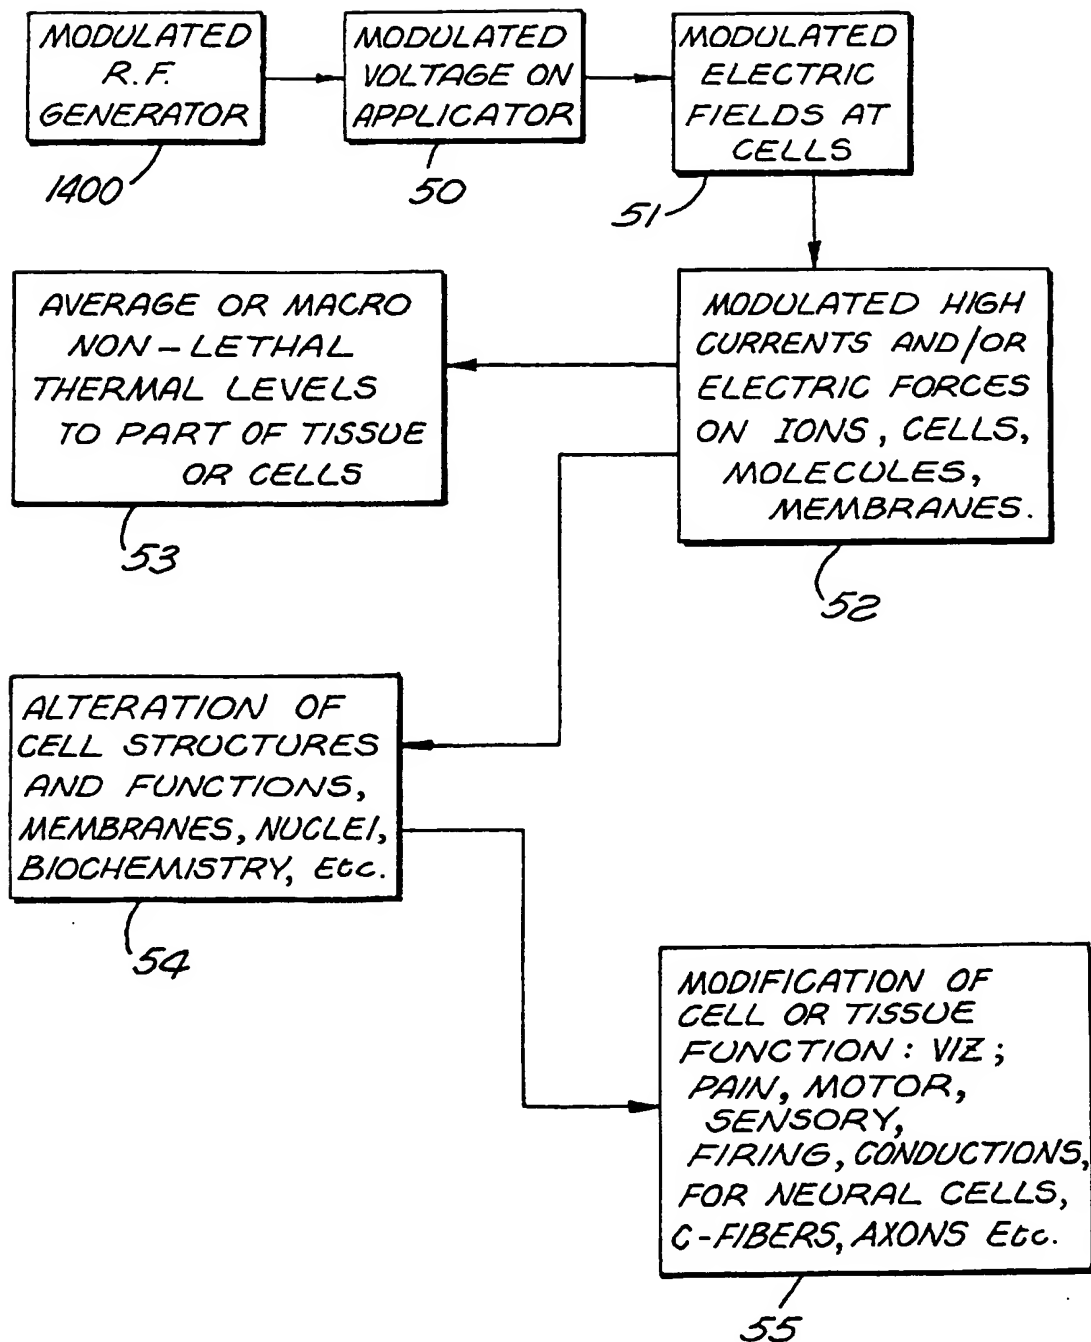 MODULATED
R.F.
GENERATOR
1400
MODULATED
VOLTAGE ON
APPLICATOR
50
MODULATED
ELECTRIC
FIELDS AT
CELLS
51
AVERAGE OR MACRO
NON-LETHAL
THERMAL LEVELS
TO PART OF TISSUE
OR CELLS
53
MODULATED HIGH
CURRENTS AND/OR
ELECTRIC FORCES
ON IONS, CELLS,
MOLECULES,
MEMBRANES.
52
ALTERATION OF
CELL STRUCTURES
AND FUNCTIONS,
MEMBRANES, NUCLEI,
BIOCHEMISTRY, Etc.
54
MODIFICATION OF
CELL OR TISSUE
FUNCTION: VIZ;
PAIN, MOTOR,
SENSORY,
FIRING, CONDUCTIONS,
FOR NEURAL CELLS,
C-FIBERS, AXONS Etc.
55